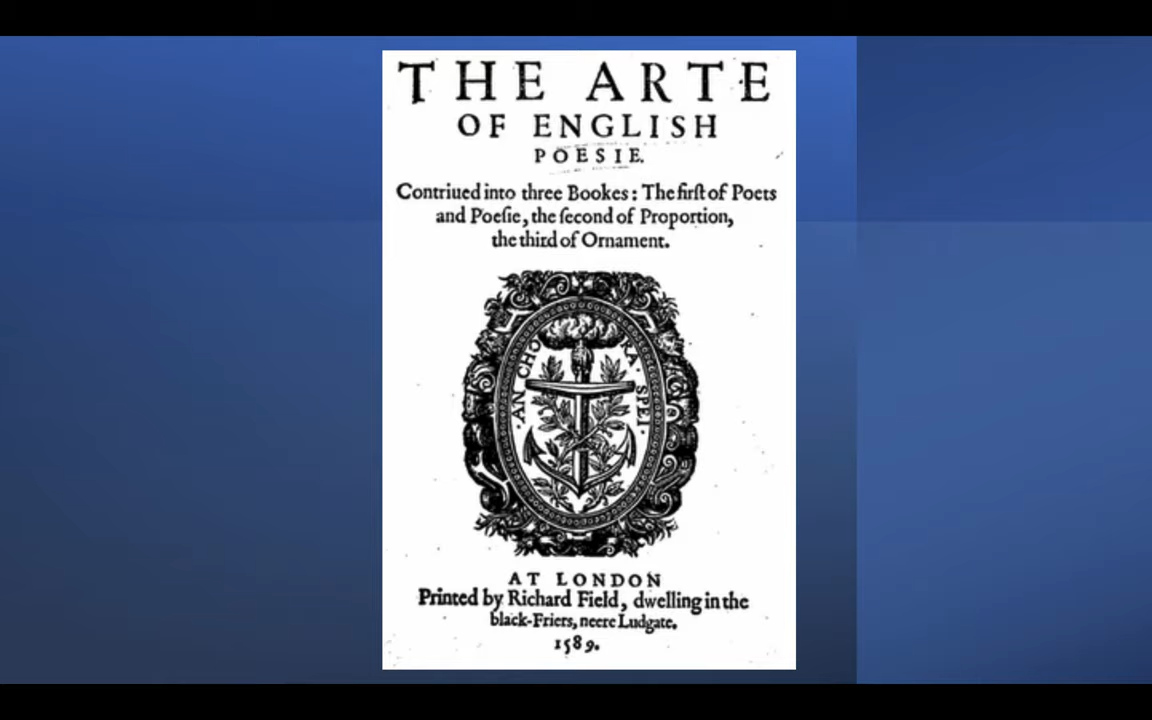 THE ARTE
OF ENGLISH
POESIE.
Contriued into three Bookes: The firſt of Poets
and Poeſie, the ſecond of Proportion,
the third of Ornament.
·ANCHORA·SPEI·
AT LONDON
Printed by Richard Field, dwelling in the
black-Friers, neere Ludgate.
1589.